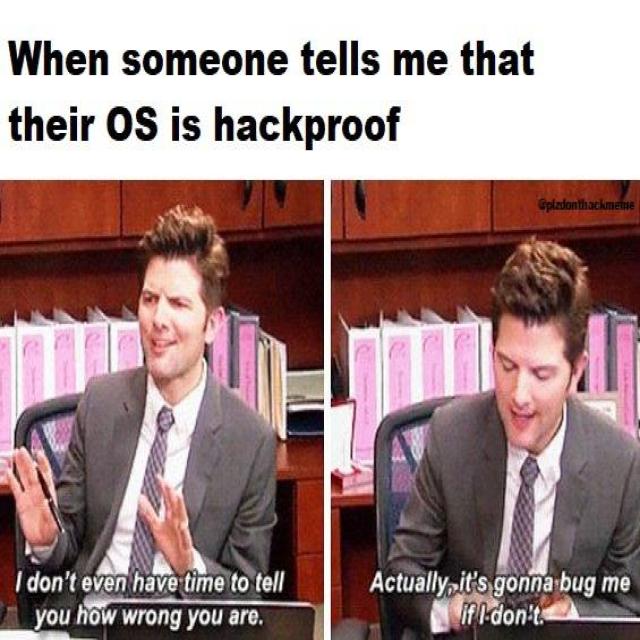 When someone tells me that
their OS is hackproof
@plzdonthackmeme
I don't even have time to tell
you how wrong you are.
Actually, it's gonna bug me
if I don't.